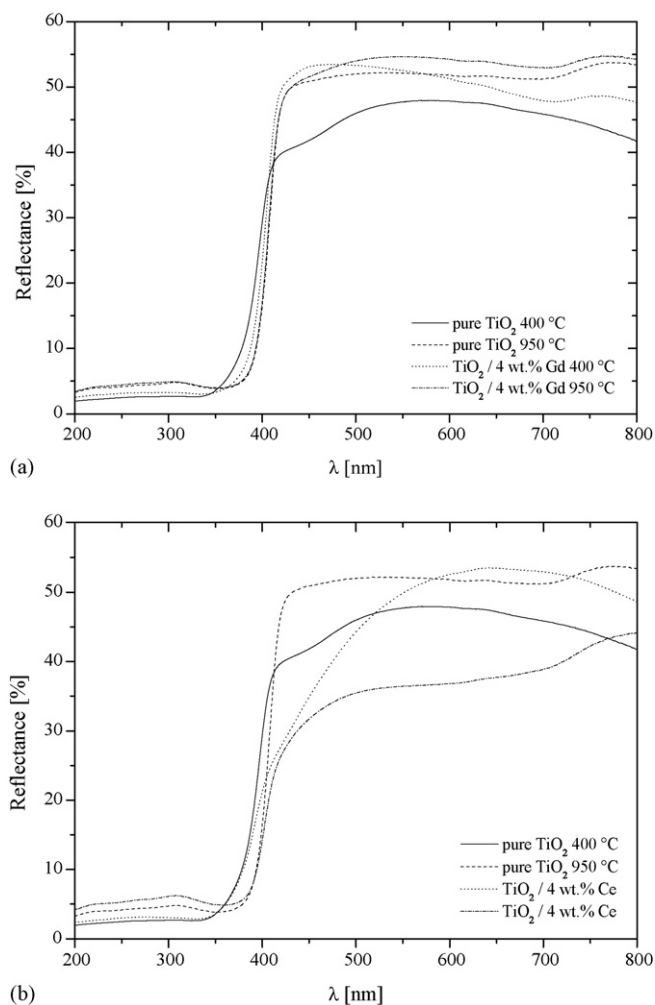 60
50
40
30
20
10
0
Reflectance [%]
pure TiO₂ 400 °C
pure TiO₂ 950 °C
TiO₂ / 4 wt.% Gd 400 °C
TiO₂ / 4 wt.% Gd 950 °C
200 300 400 500 600 700 800
(a)
λ [nm]
60
50
40
30
20
10
0
Reflectance [%]
pure TiO₂ 400 °C
pure TiO₂ 950 °C
TiO₂ / 4 wt.% Ce
TiO₂ / 4 wt.% Ce
200 300 400 500 600 700 800
(b)
λ [nm]